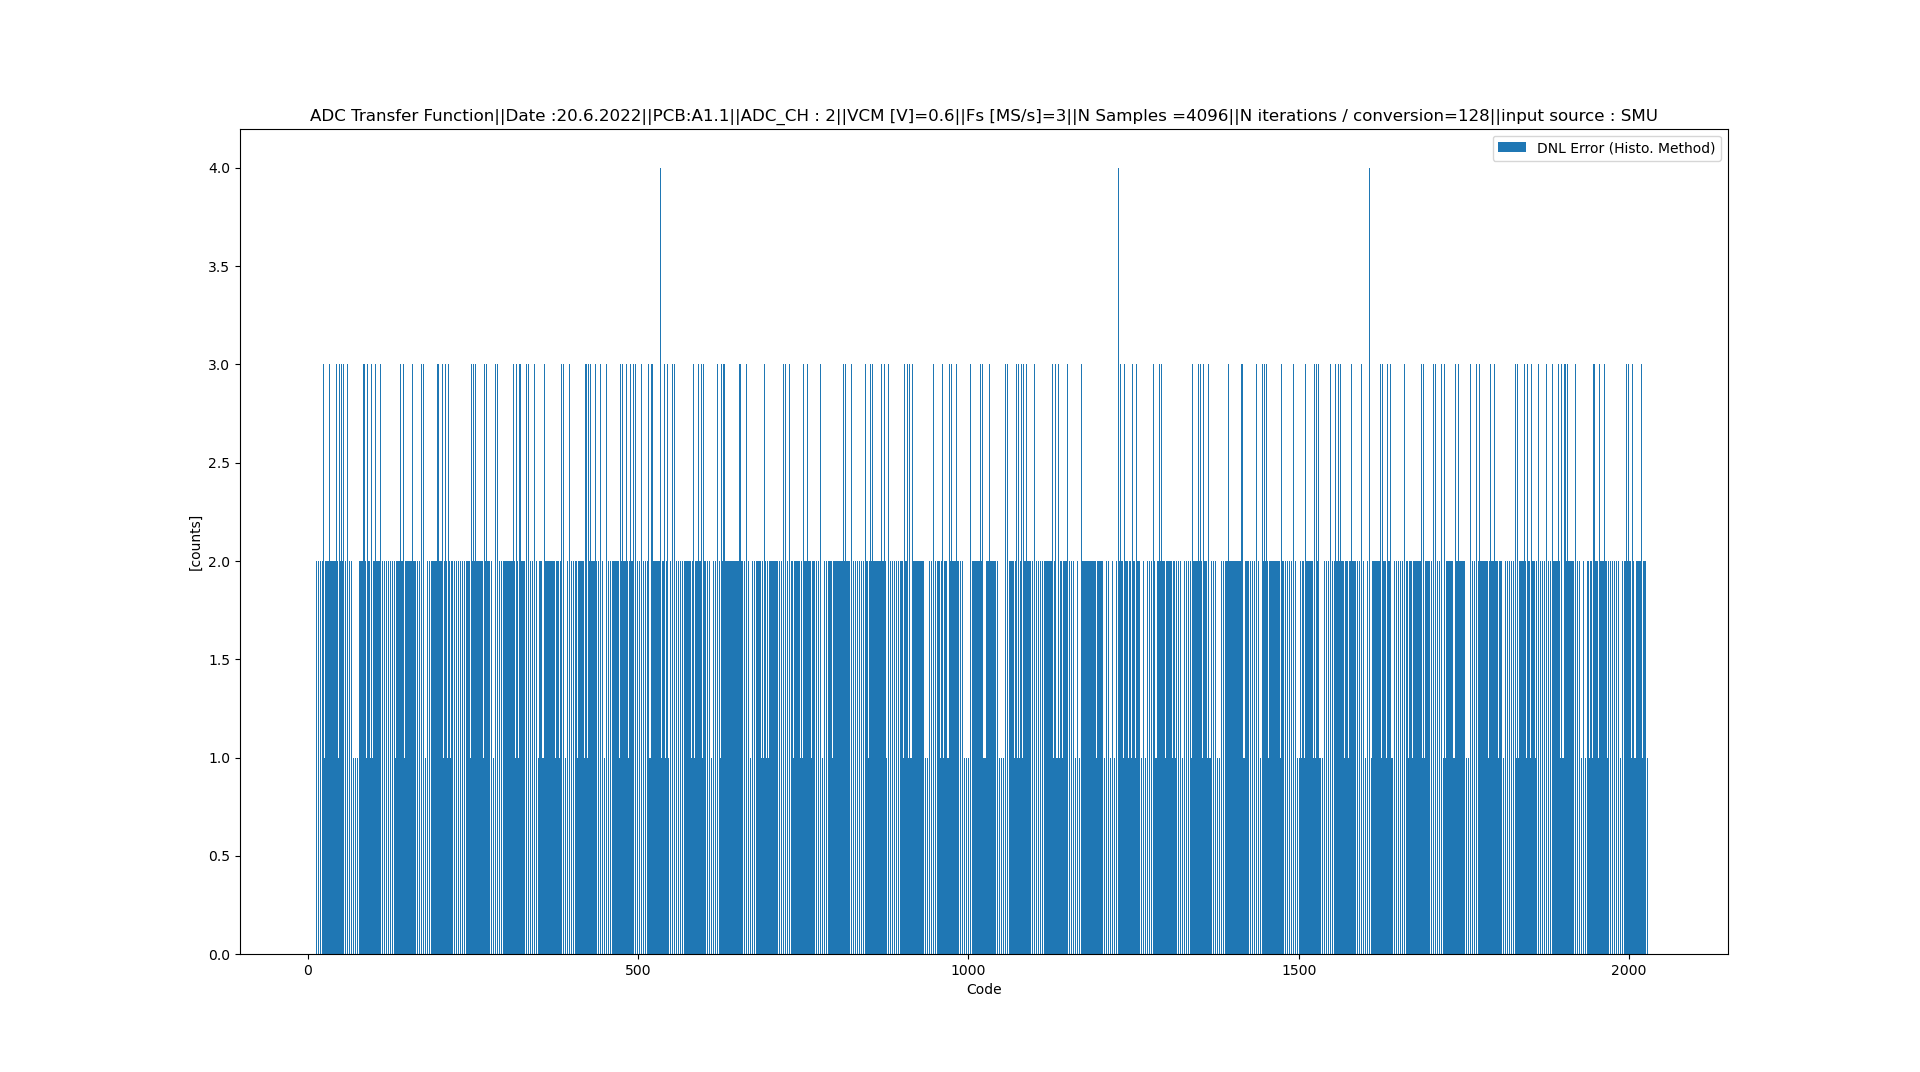 ADC Transfer Function||Date :20.6.2022||PCB:A1.1||ADC_CH : 2||VCM [V]=0.6||Fs [MS/s]=3||N Samples =4096||N iterations / conversion=128||input source : SMU
DNL Error (Histo. Method)
4.0
3.5
3.0
2.5
2.0
1.5
1.0
0.5
0.0
[counts]
0 500 1000 1500 2000
Code